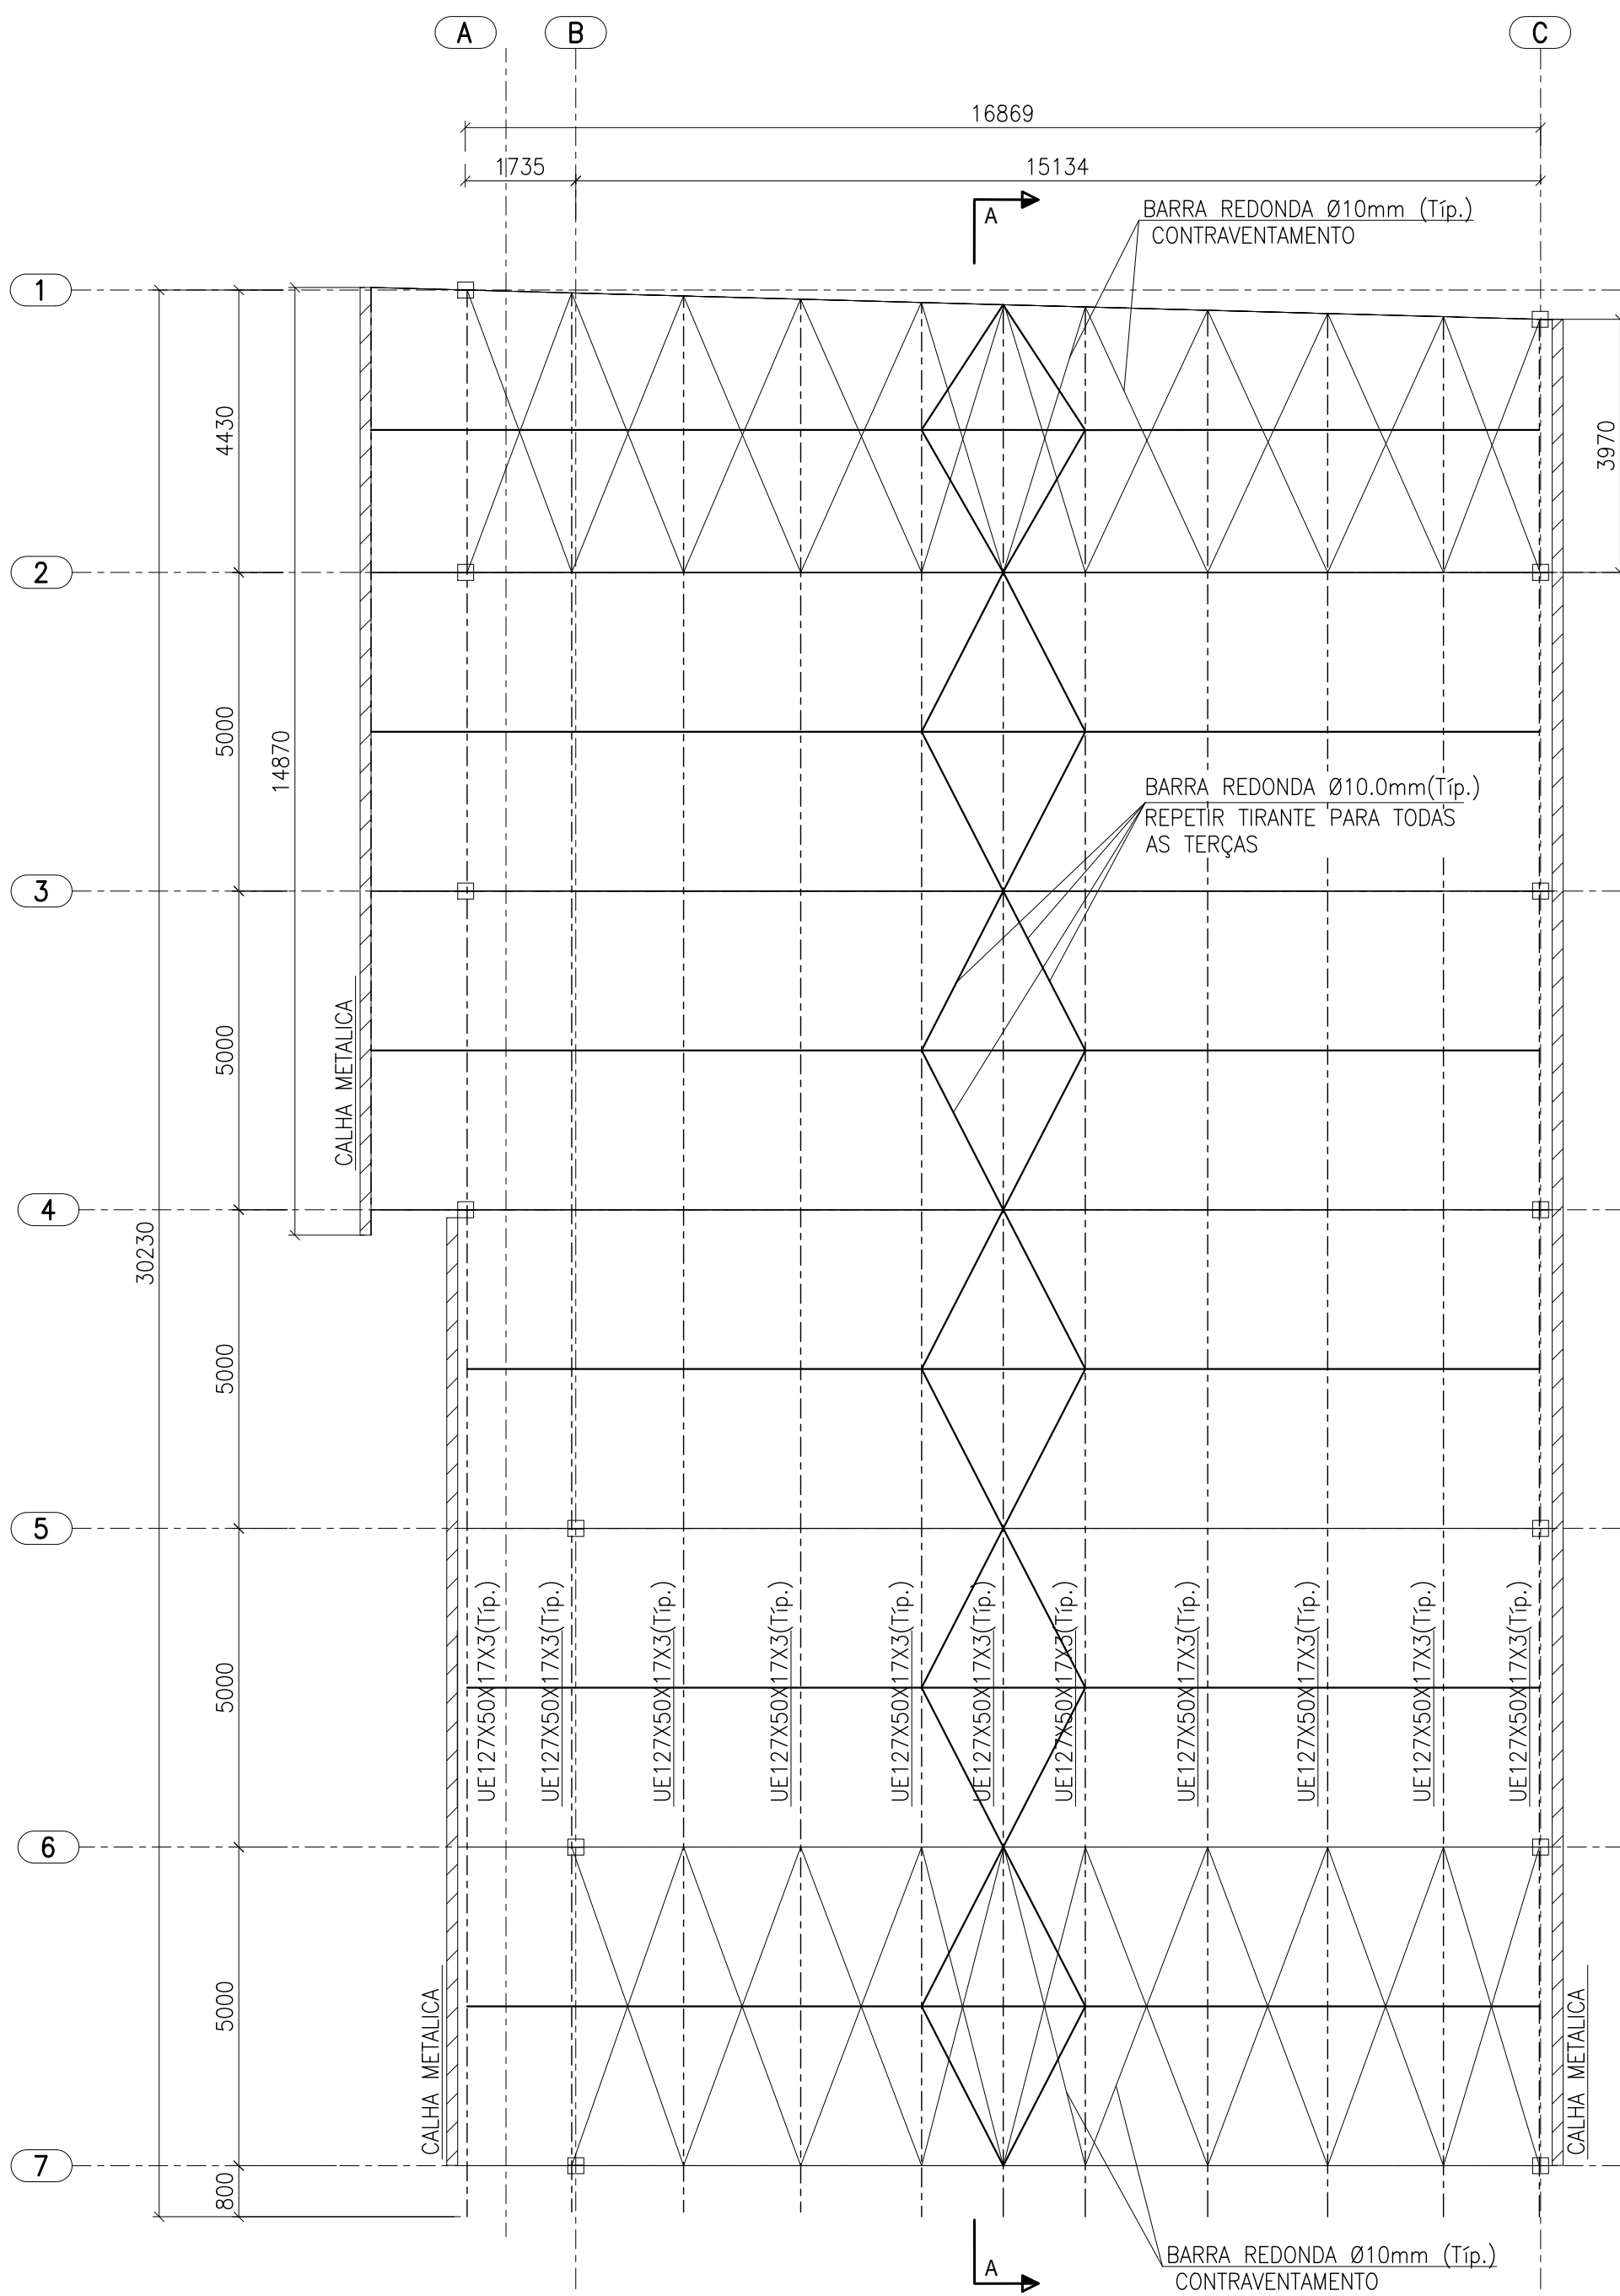 A
B
C
16869
1735
15134
A
BARRA REDONDA Ø10mm (Típ.)
CONTRAVENTAMENTO
1
4430
3970
2
5000
14870
BARRA REDONDA Ø10.0mm(Típ.)
REPETIR TIRANTE PARA TODAS
AS TERÇAS
3
CALHA METALICA
5000
4
30230
5000
5
UE127X50X17X3(Típ.)
UE127X50X17X3(Típ.)
UE127X50X17X3(Típ.)
UE127X50X17X3(Típ.)
UE127X50X17X3(Típ.)
UE127X50X17X3(Típ.)
UE127X50X17X3(Típ.)
UE127X50X17X3(Típ.)
UE127X50X17X3(Típ.)
UE127X50X17X3(Típ.)
UE127X50X17X3(Típ.)
5000
6
5000
CALHA METALICA
CALHA METALICA
7
800
A
BARRA REDONDA Ø10mm (Típ.)
CONTRAVENTAMENTO